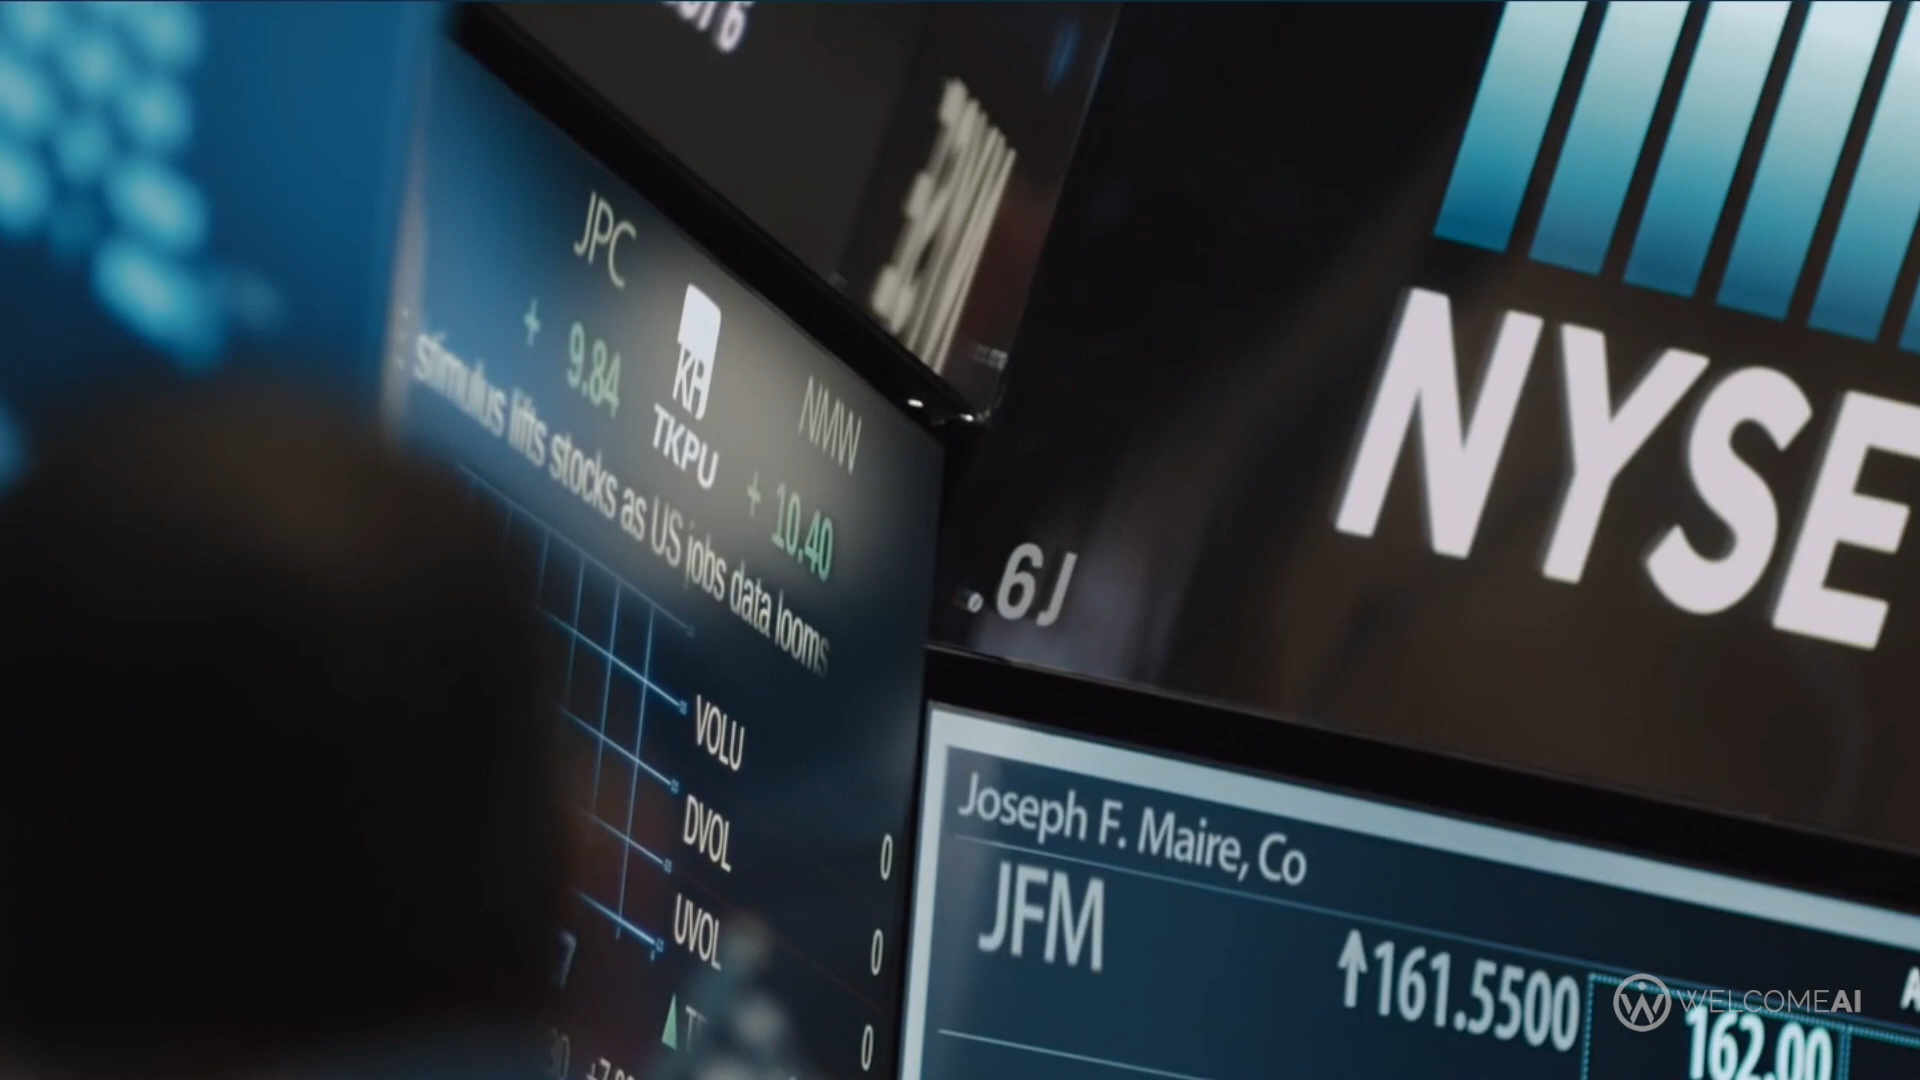 JPC
+ 9.84
KH
TKPU
NMW
+ 10.40
stimulus lifts stocks as US jobs data looms
VOLU
DVOL
0
UVOL
0
0
NYSE
6J
Joseph F. Maire, Co
JFM
↑161.5500
162.00
WELCOMEAI